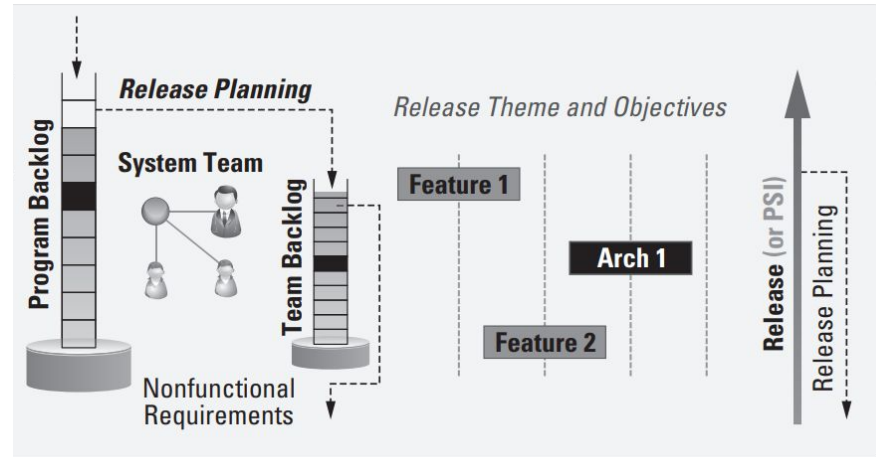 Release Planning
Release Theme and Objectives
Program Backlog
System Team
Team Backlog
Feature 1
Arch 1
Feature 2
Nonfunctional
Requirements
Release (or PSI)
Release Planning